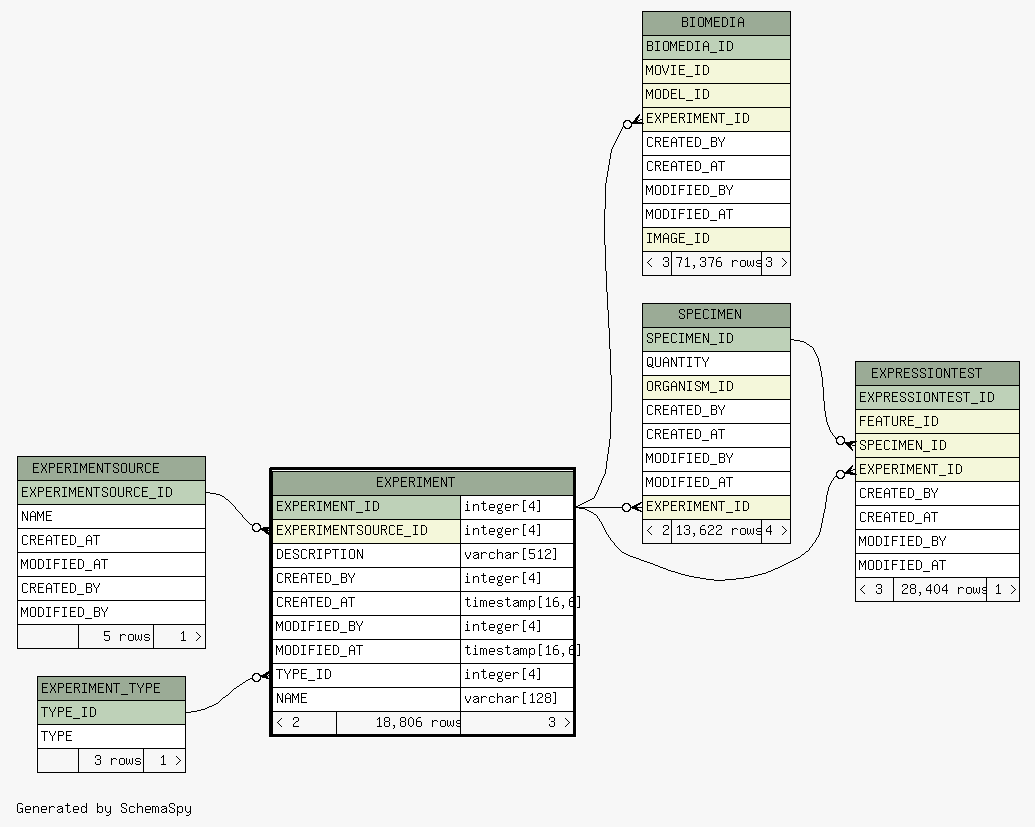 BIOMEDIA
BIOMEDIA_ID
MOVIE_ID
MODEL_ID
EXPERIMENT_ID
CREATED_BY
CREATED_AT
MODIFIED_BY
MODIFIED_AT
IMAGE_ID
< 3 71,376 rows 3 >
SPECIMEN
SPECIMEN_ID
QUANTITY
ORGANISM_ID
CREATED_BY
CREATED_AT
MODIFIED_BY
MODIFIED_AT
EXPERIMENT_ID
< 2 13,622 rows 4 >
EXPRESSIONTEST
EXPRESSIONTEST_ID
FEATURE_ID
SPECIMEN_ID
EXPERIMENT_ID
CREATED_BY
CREATED_AT
MODIFIED_BY
MODIFIED_AT
< 3 28,404 rows 1 >
EXPERIMENTSOURCE
EXPERIMENTSOURCE_ID
NAME
CREATED_AT
MODIFIED_AT
CREATED_BY
MODIFIED_BY
5 rows 1 >
EXPERIMENT
EXPERIMENT_ID integer[4]
EXPERIMENTSOURCE_ID integer[4]
DESCRIPTION varchar[512]
CREATED_BY integer[4]
CREATED_AT timestamp[16,6]
MODIFIED_BY integer[4]
MODIFIED_AT timestamp[16,6]
TYPE_ID integer[4]
NAME varchar[128]
< 2 18,806 rows 3 >
EXPERIMENT_TYPE
TYPE_ID
TYPE
3 rows 1 >
Generated by SchemaSpy